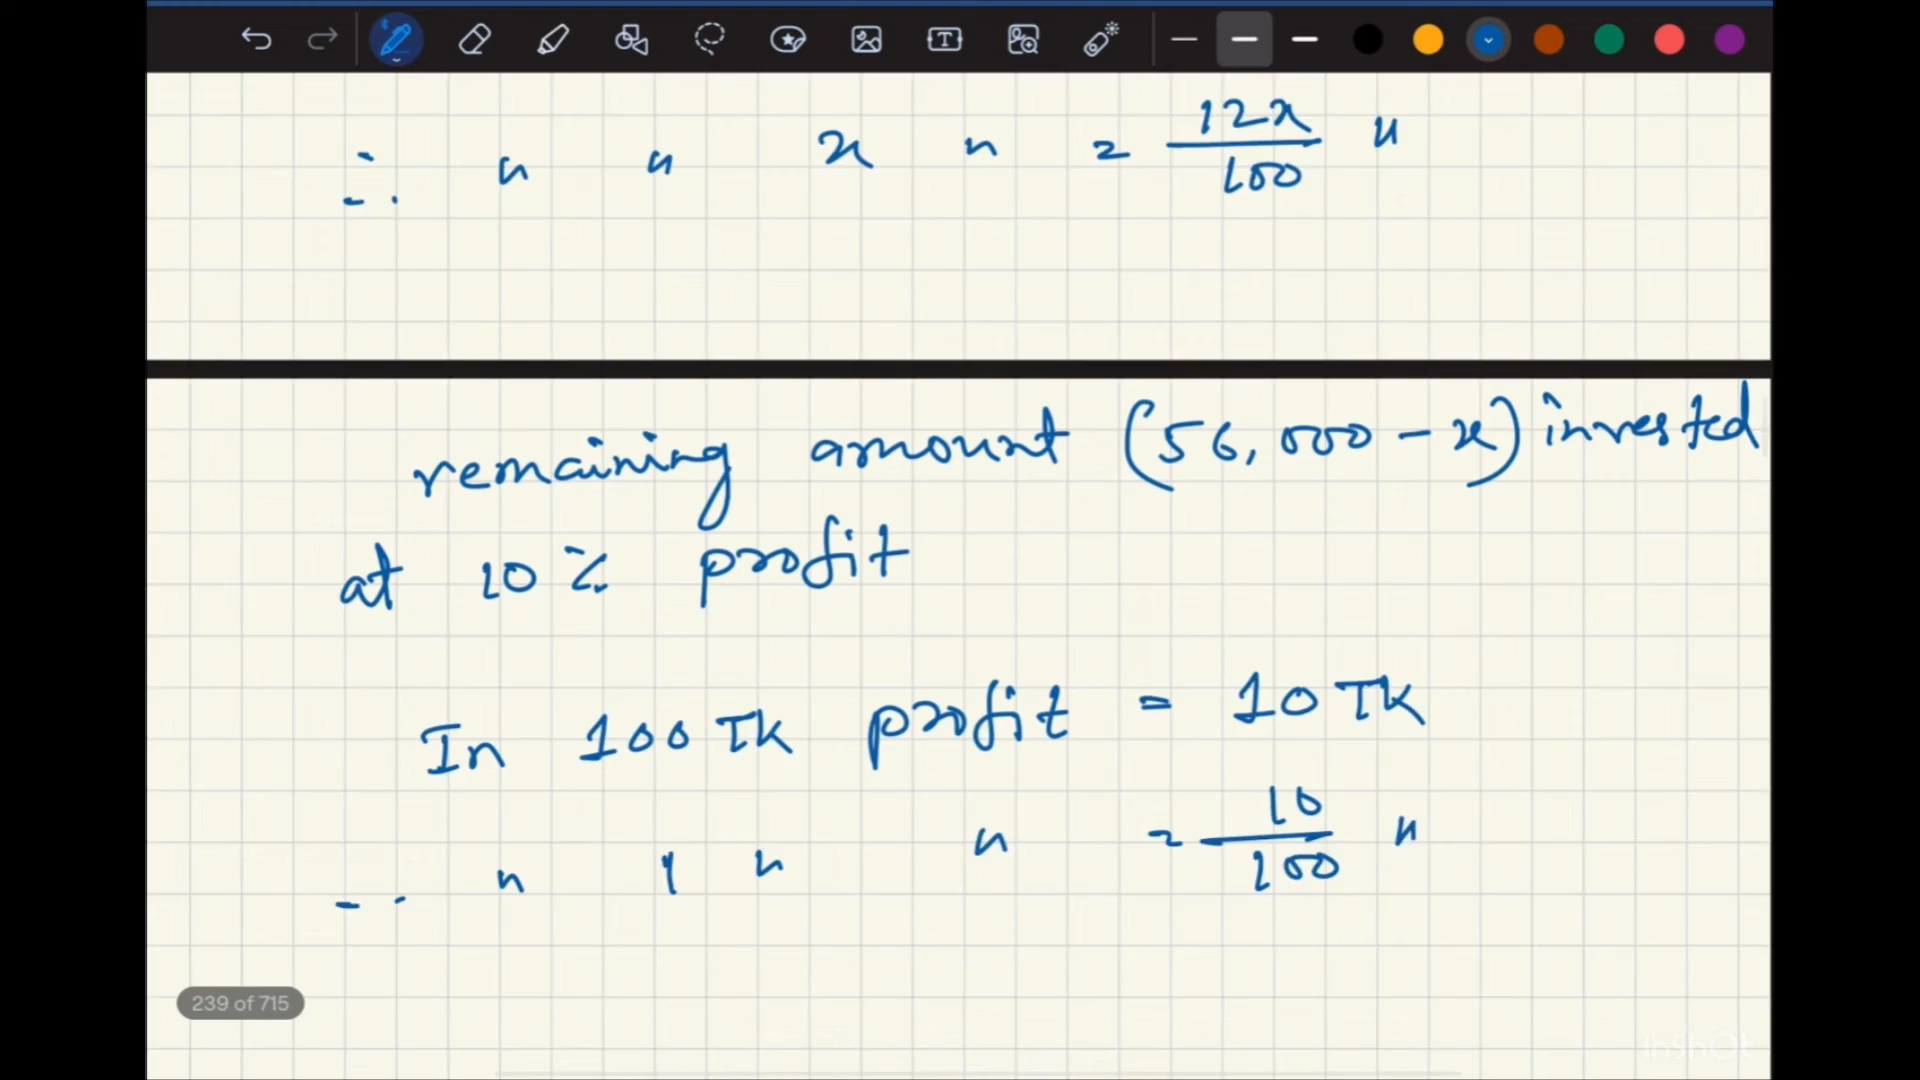 ∴ " " x " = 12x/100 "
remaining amount (56,000 - x) invested
at 10% profit
In 100 Tk profit = 10 Tk
∴ " 1 " " = 10/100 "
239 of 715
InShOt